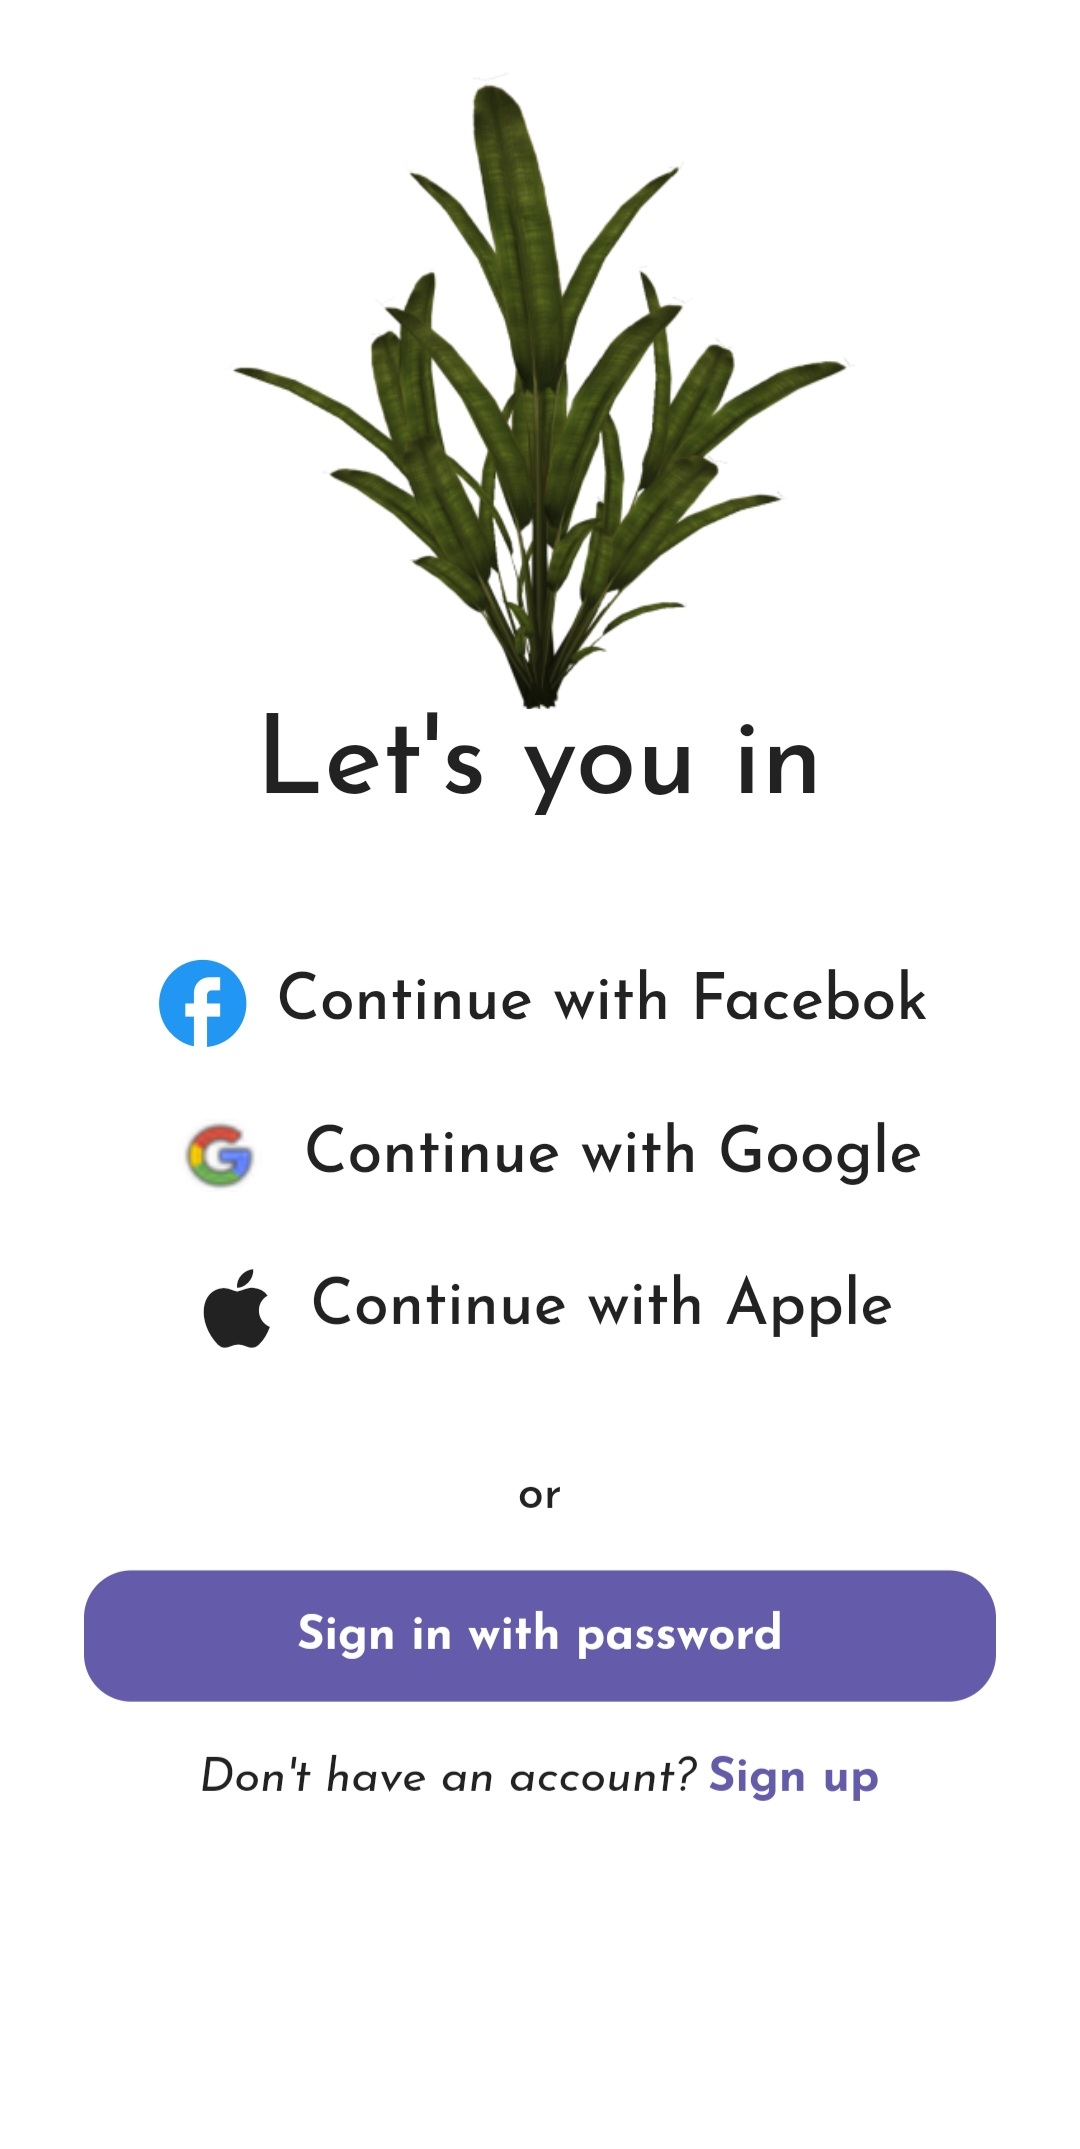 Let's you in
Continue with Facebok
Continue with Google
Continue with Apple
or
Sign in with password
Don't have an account? Sign up